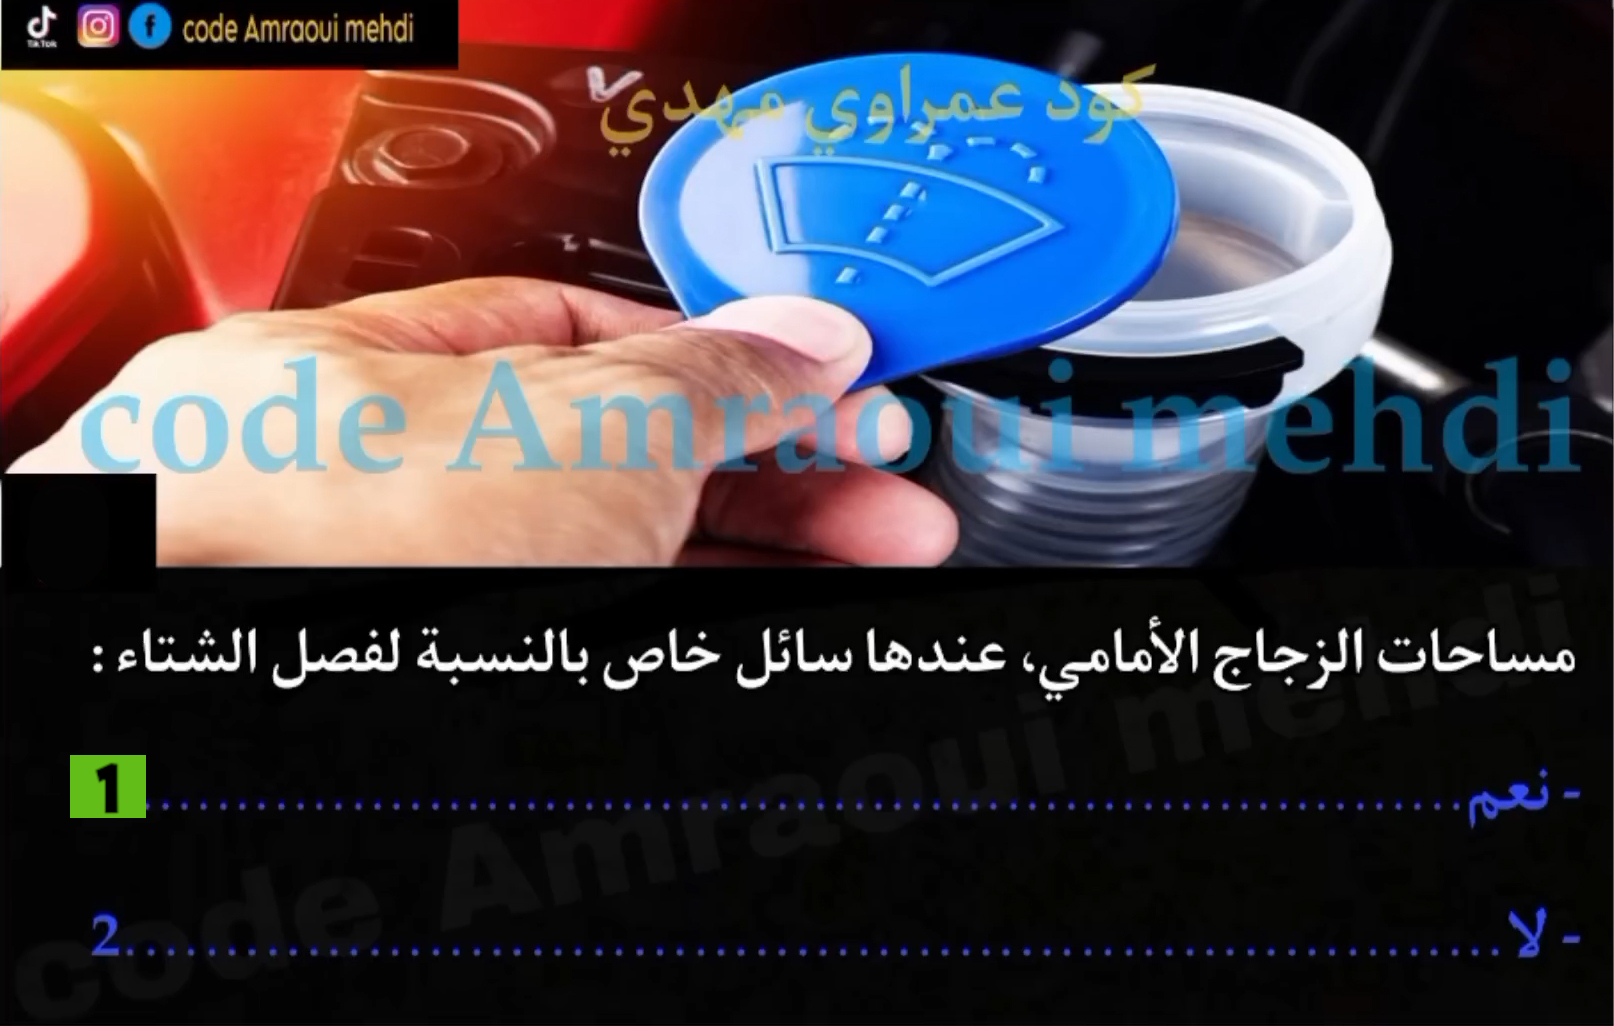 TikTok
code Amraoui mehdi
كود عمراوي مهدي
code Amraoui mehdi
مساحات الزجاج الأمامي، عندها سائل خاص بالنسبة لفصل الشتاء :
- نعم 1
- لا 2
code Amraoui mehdi